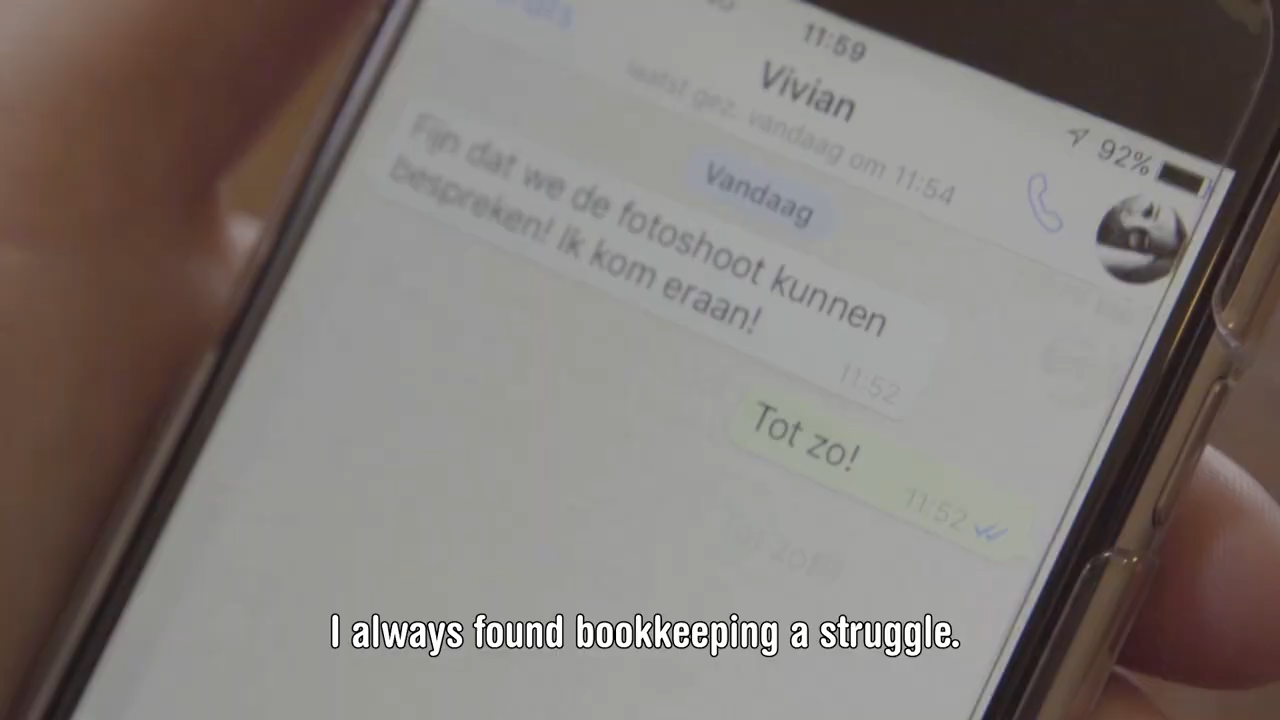 11:59
92%
Vivian
laatst gez. vandaag om 11:54
Vandaag
Fijn dat we de fotoshoot kunnen
bespreken! Ik kom eraan!
11:52
Tot zo!
11:52
I always found bookkeeping a struggle.